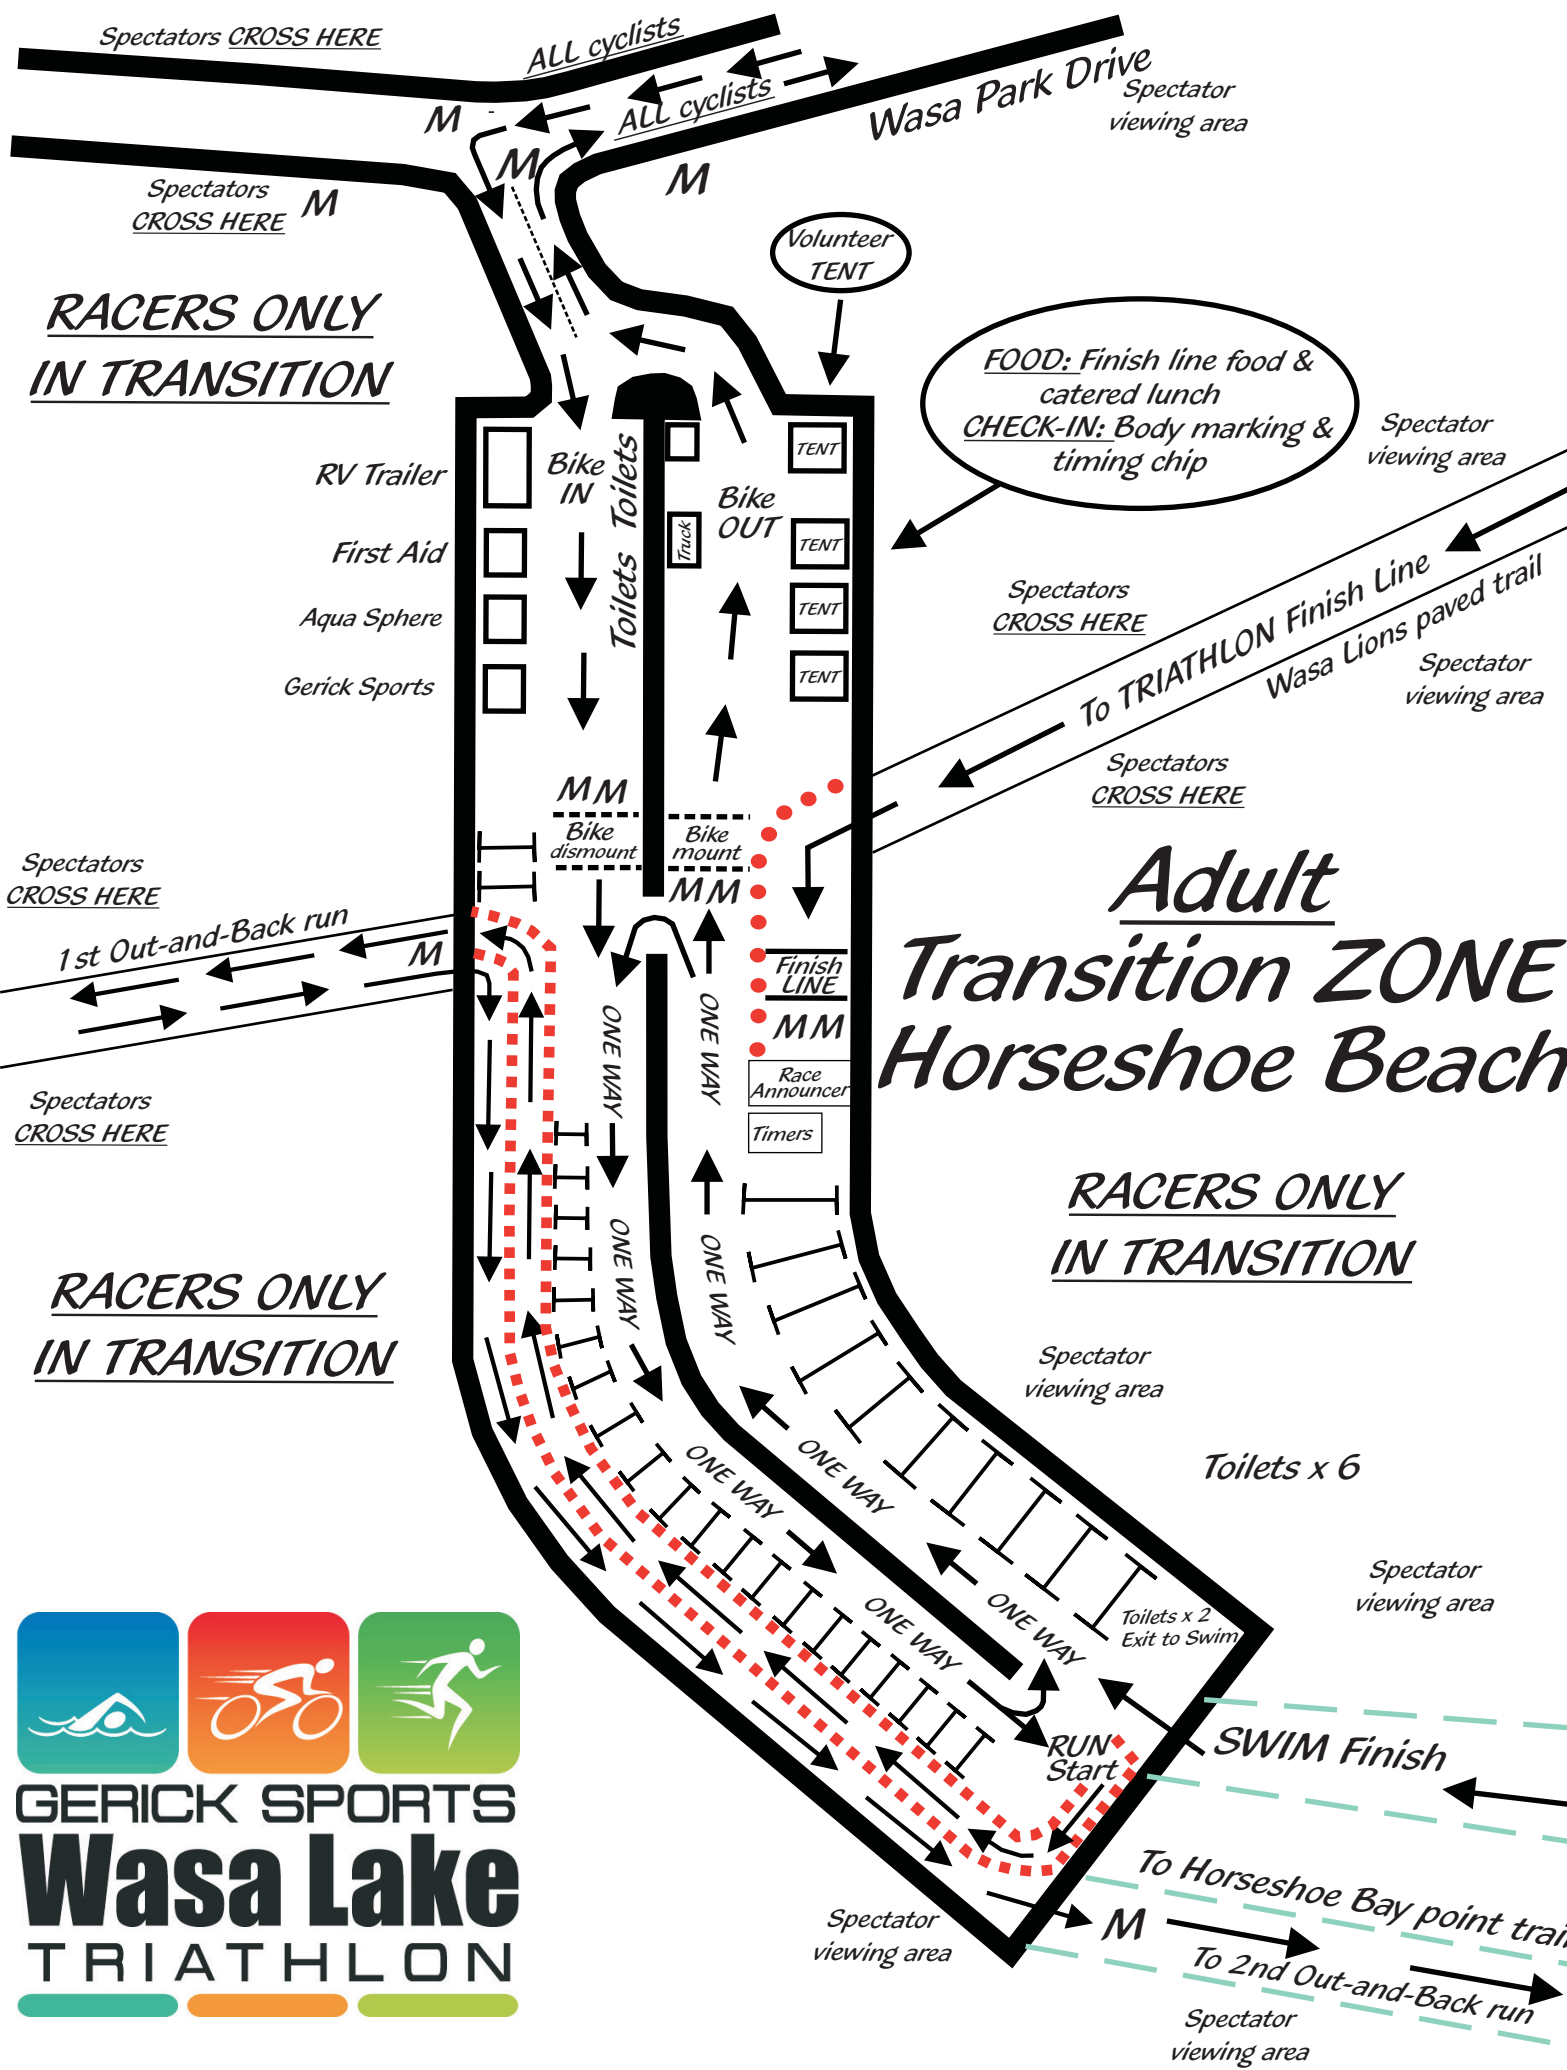 Spectators CROSS HERE
ALL cyclists
ALL cyclists
Wasa Park Drive
Spectator
viewing area
M
M
M
Spectators
CROSS HERE
M
Volunteer
TENT
RACERS ONLY
IN TRANSITION
FOOD: Finish line food &
catered lunch
CHECK-IN: Body marking &
timing chip
Spectator
viewing area
RV Trailer
First Aid
Aqua Sphere
Gerick Sports
Bike
IN
Toilets
Toilets
Truck
Bike
OUT
TENT
TENT
TENT
TENT
Spectators
CROSS HERE
To TRIATHLON Finish Line
Wasa Lions paved trail
Spectator
viewing area
Spectators
CROSS HERE
M M
Bike
dismount
Bike
mount
M M
Spectators
CROSS HERE
1st Out-and-Back run
M
Spectators
CROSS HERE
Finish
LINE
M M
Race
Announcer
Timers
Adult
Transition ZONE
Horseshoe Beach
ONE WAY
ONE WAY
ONE WAY
ONE WAY
RACERS ONLY
IN TRANSITION
RACERS ONLY
IN TRANSITION
Spectator
viewing area
ONE WAY
ONE WAY
Toilets x 6
Spectator
viewing area
ONE WAY
ONE WAY
Toilets x 2
Exit to Swim
RUN
Start
SWIM Finish
To Horseshoe Bay point trail
M
To 2nd Out-and-Back run
Spectator
viewing area
Spectator
viewing area
GERICK SPORTS
Wasa Lake
TRIATHLON